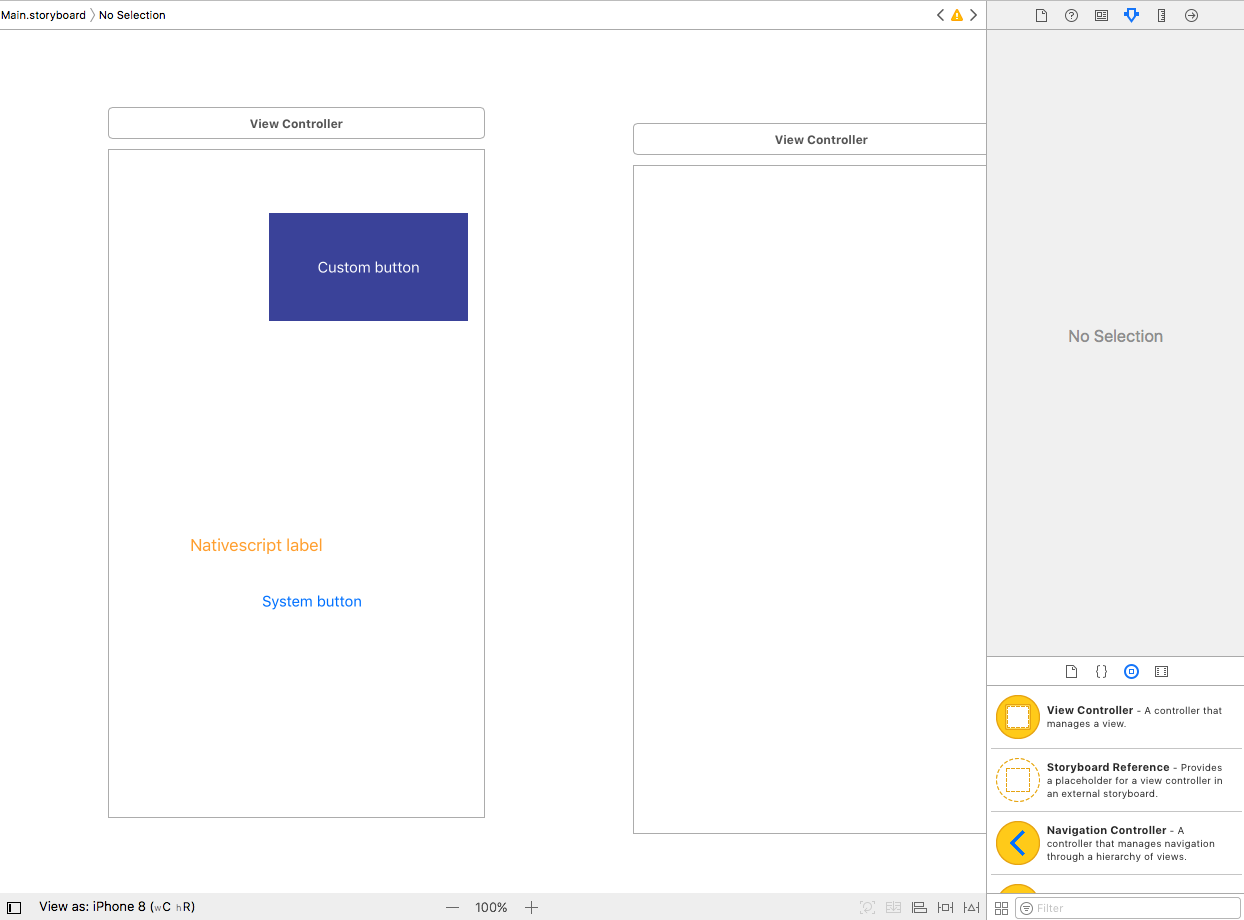 Main.storyboard 〉 No Selection
View Controller
View Controller
Custom button
Nativescript label
System button
No Selection
View Controller - A controller that
manages a view.
Storyboard Reference - Provides
a placeholder for a view controller in
an external storyboard.
Navigation Controller - A
controller that manages navigation
through a hierarchy of views.
View as: iPhone 8 (wC hR)
100%
Filter